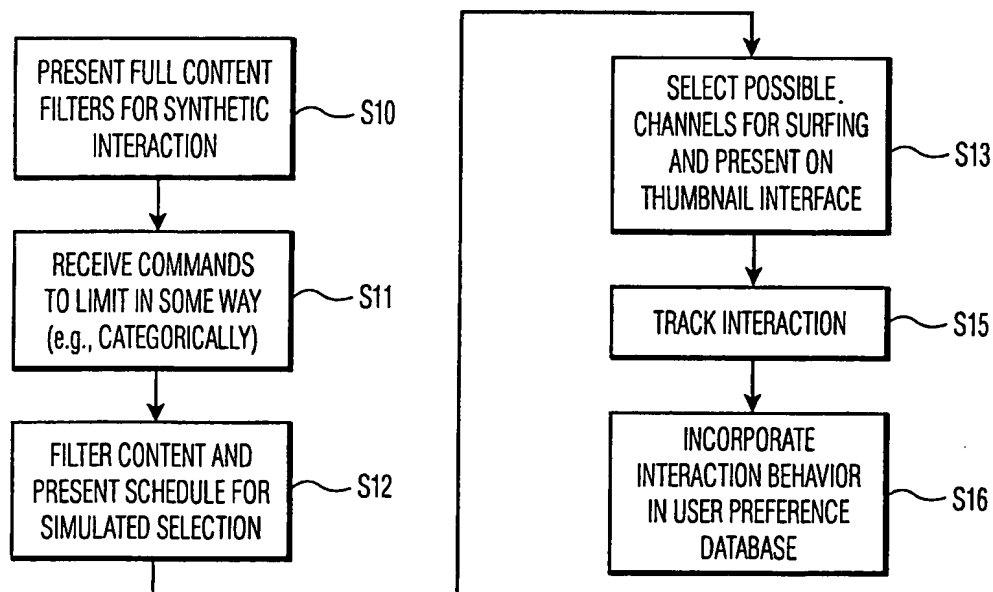 PRESENT FULL CONTENT
FILTERS FOR SYNTHETIC
INTERACTION
S10
RECEIVE COMMANDS
TO LIMIT IN SOME WAY
(e.g., CATEGORICALLY)
S11
FILTER CONTENT AND
PRESENT SCHEDULE FOR
SIMULATED SELECTION
S12
SELECT POSSIBLE.
CHANNELS FOR SURFING
AND PRESENT ON
THUMBNAIL INTERFACE
S13
TRACK INTERACTION
S15
INCORPORATE
INTERACTION BEHAVIOR
IN USER PREFERENCE
DATABASE
S16